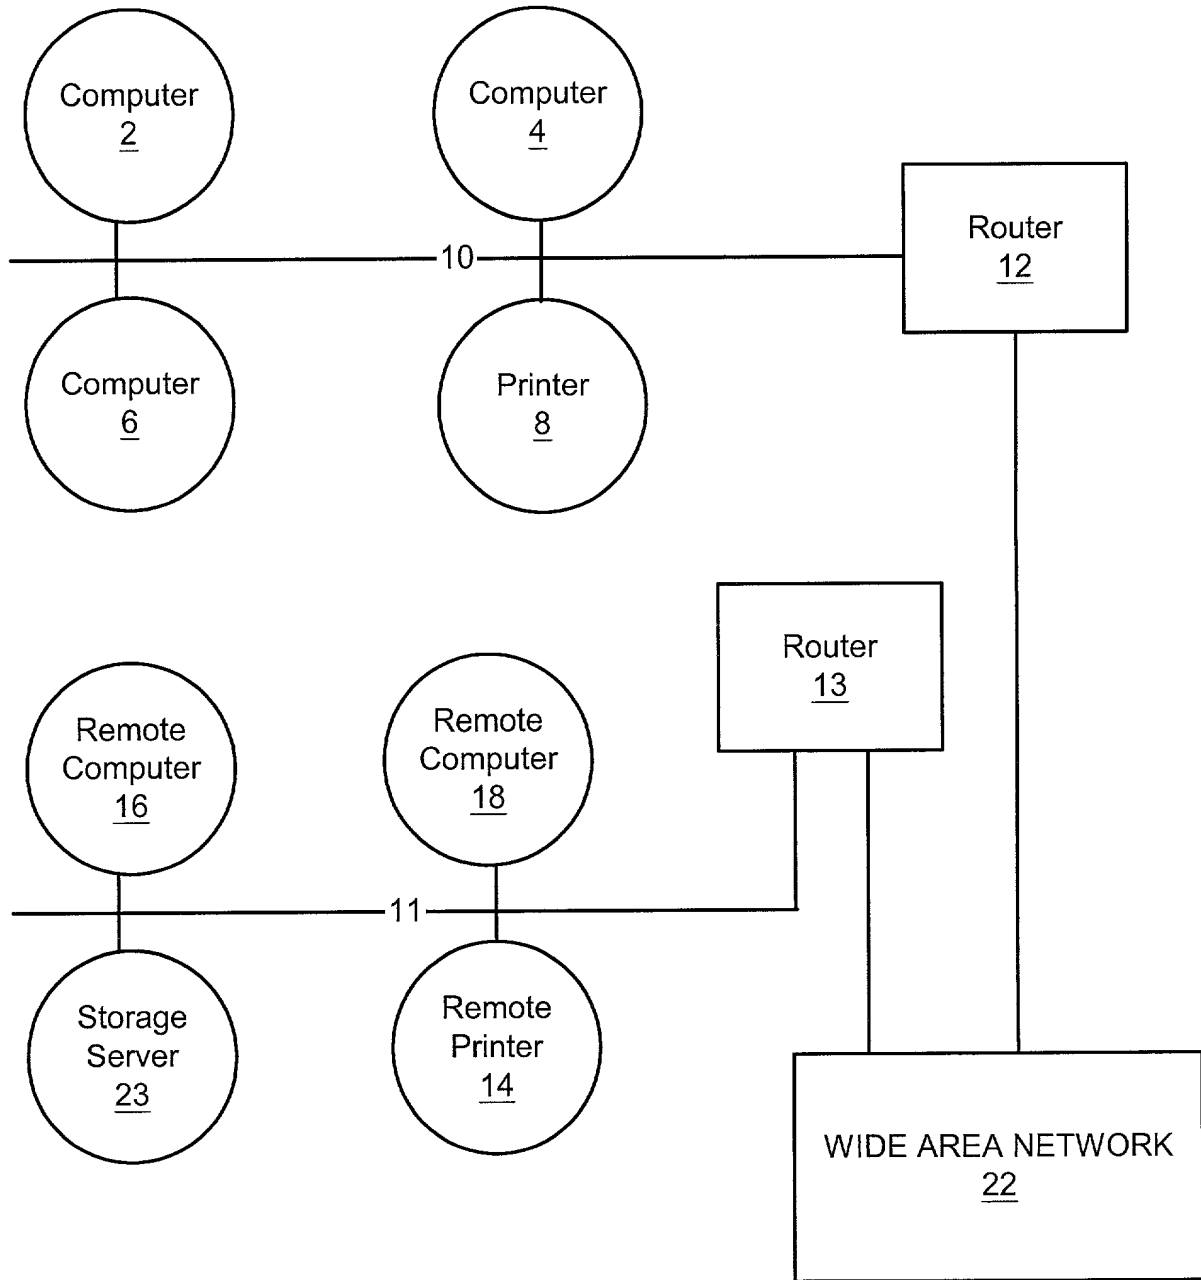 Computer
2
Computer
4
Router
12
10
Computer
6
Printer
8
Router
13
Remote
Computer
16
Remote
Computer
18
11
Storage
Server
23
Remote
Printer
14
WIDE AREA NETWORK
22